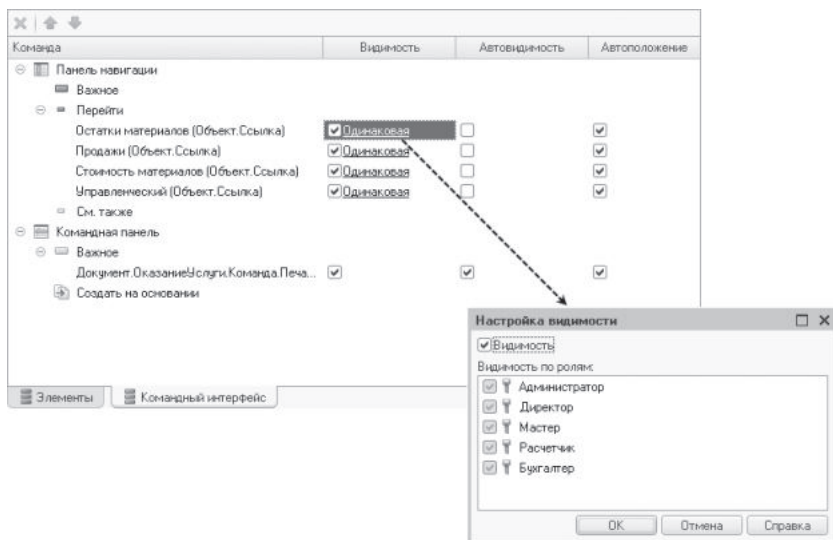 Команда Видимость Автовидимость Автоположение
Панель навигации
Важное
Перейти
Остатки материалов (Объект.Ссылка) Одинаковая
Продажи (Объект.Ссылка) Одинаковая
Стоимость материалов (Объект.Ссылка) Одинаковая
Управленческий (Объект.Ссылка) Одинаковая
См. также
Командная панель
Важное
Документ.ОказаниеУслуги.Команда.Печа...
Создать на основании
Элементы Командный интерфейс
Настройка видимости
Видимость
Видимость по ролям:
Администратор
Директор
Мастер
Расчетчик
Бухгалтер
OK Отмена Справка